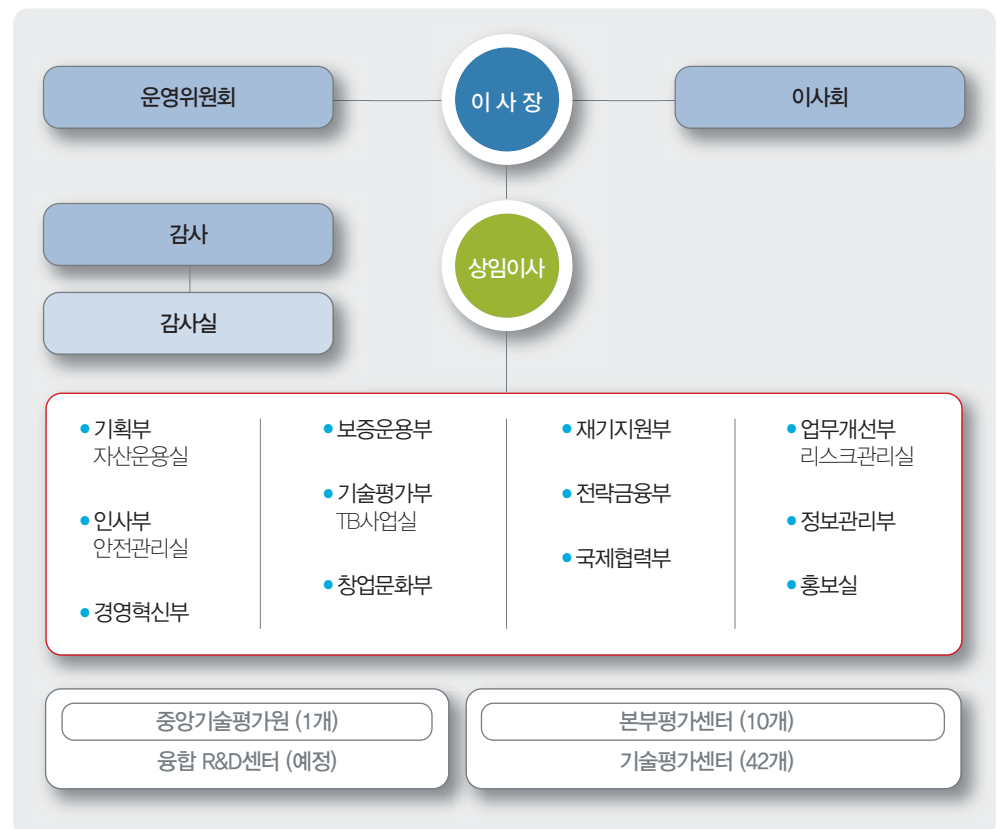 운영위원회
이 사 장
이사회
감사
상임이사
감사실
기획부
자산운용실
인사부
안전관리실
경영혁신부
보증운용부
기술평가부
TB사업실
창업문화부
재기지원부
전략금융부
국제협력부
업무개선부
리스크관리실
정보관리부
홍보실
중앙기술평가원 (1개)
융합 R&D센터 (예정)
본부평가센터 (10개)
기술평가센터 (42개)